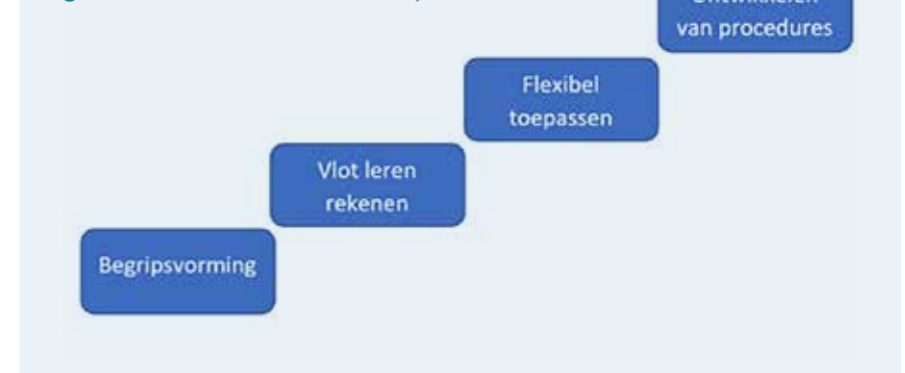 van procedures
Flexibel
toepassen
Vlot leren
rekenen
Begripsvorming